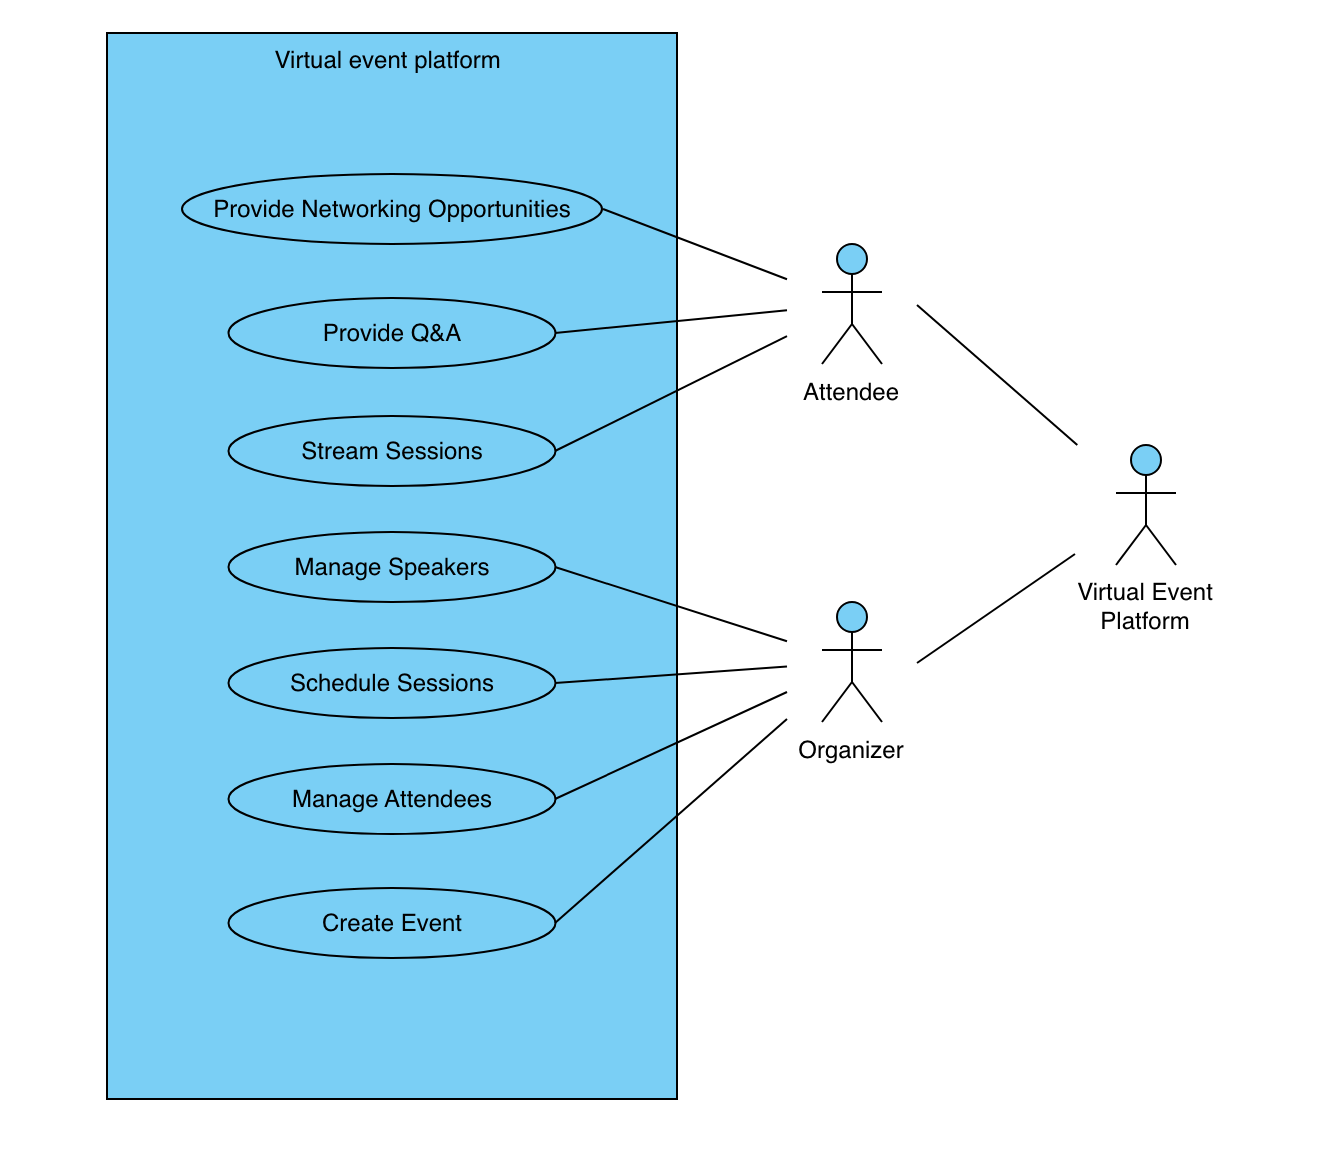 Virtual event platform
Provide Networking Opportunities
Provide Q&A
Stream Sessions
Manage Speakers
Schedule Sessions
Manage Attendees
Create Event
Attendee
Organizer
Virtual Event
Platform